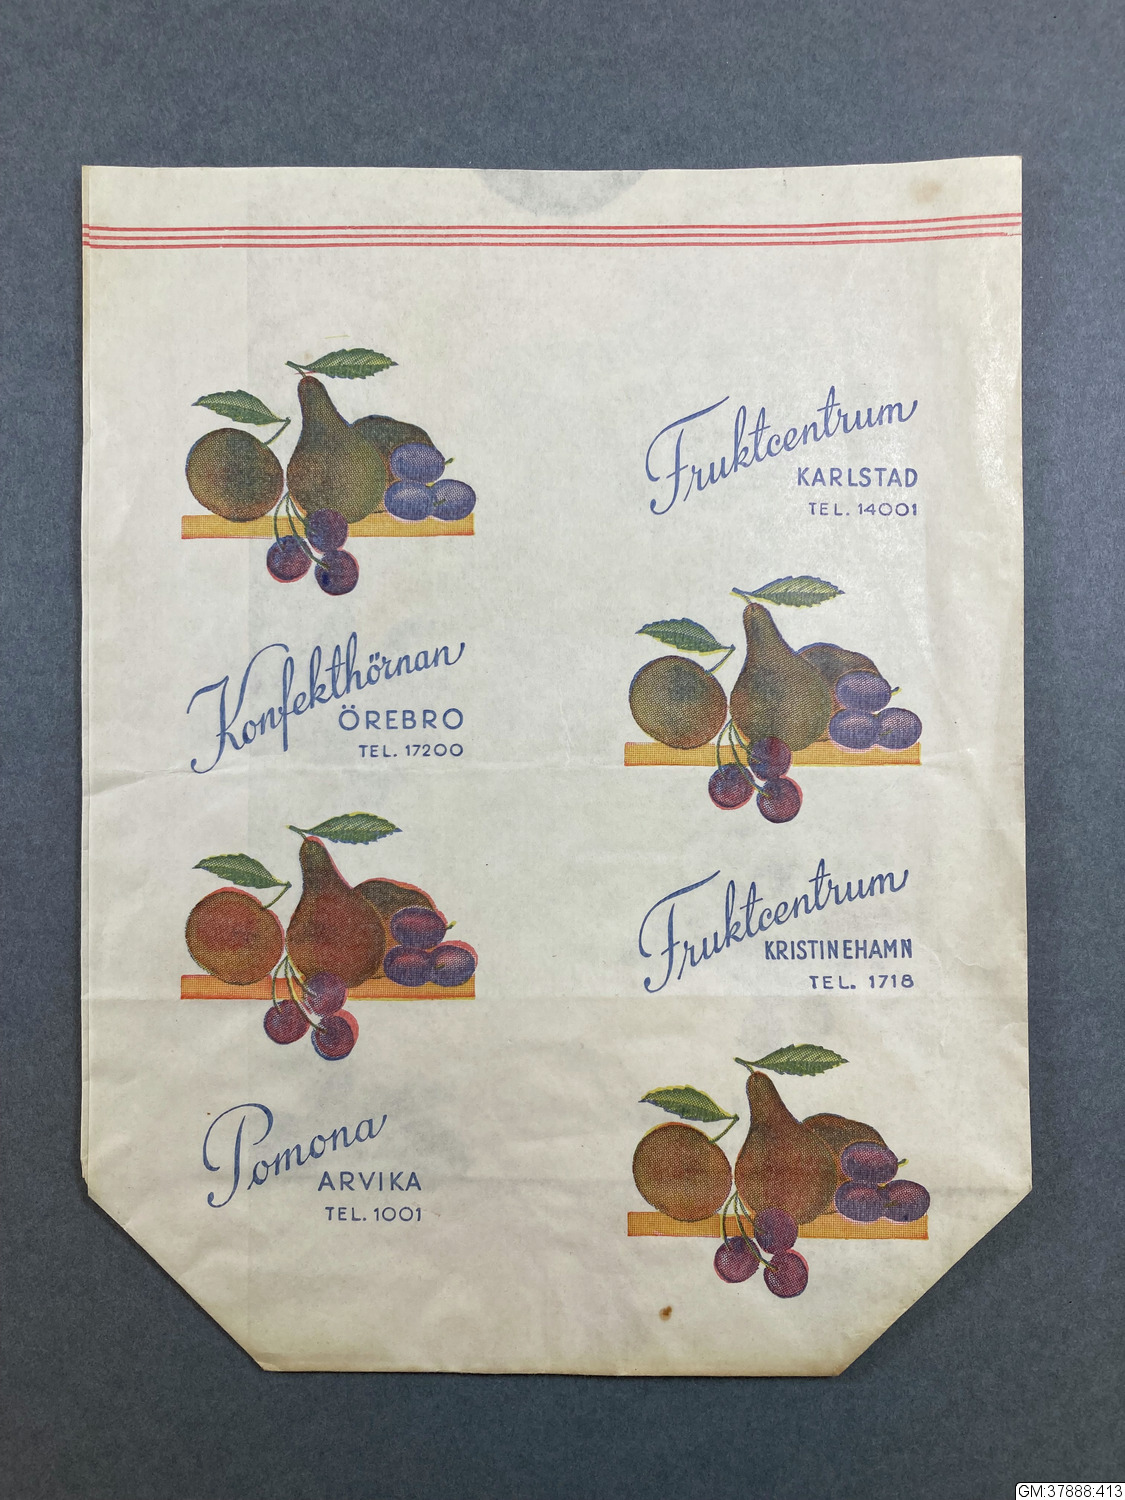 Fruktcentrum
KARLSTAD
TEL. 14001
Konfekthörnan
ÖREBRO
TEL. 17200
Fruktcentrum
KRISTINEHAMN
TEL. 1718
Pomona
ARVIKA
TEL. 1001
GM:37888:413